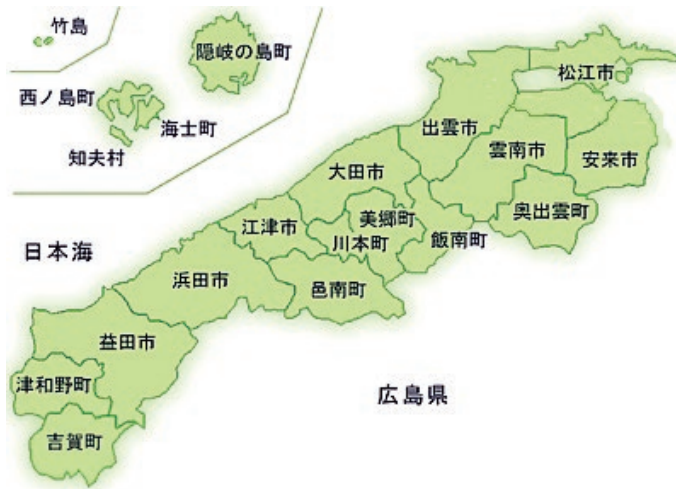 竹島
隠岐の島町
西ノ島町
海士町
知夫村
松江市
出雲市
雲南市
安来市
大田市
奥出雲町
美郷町
江津市
川本町
飯南町
日本海
浜田市
邑南町
益田市
津和野町
広島県
吉賀町